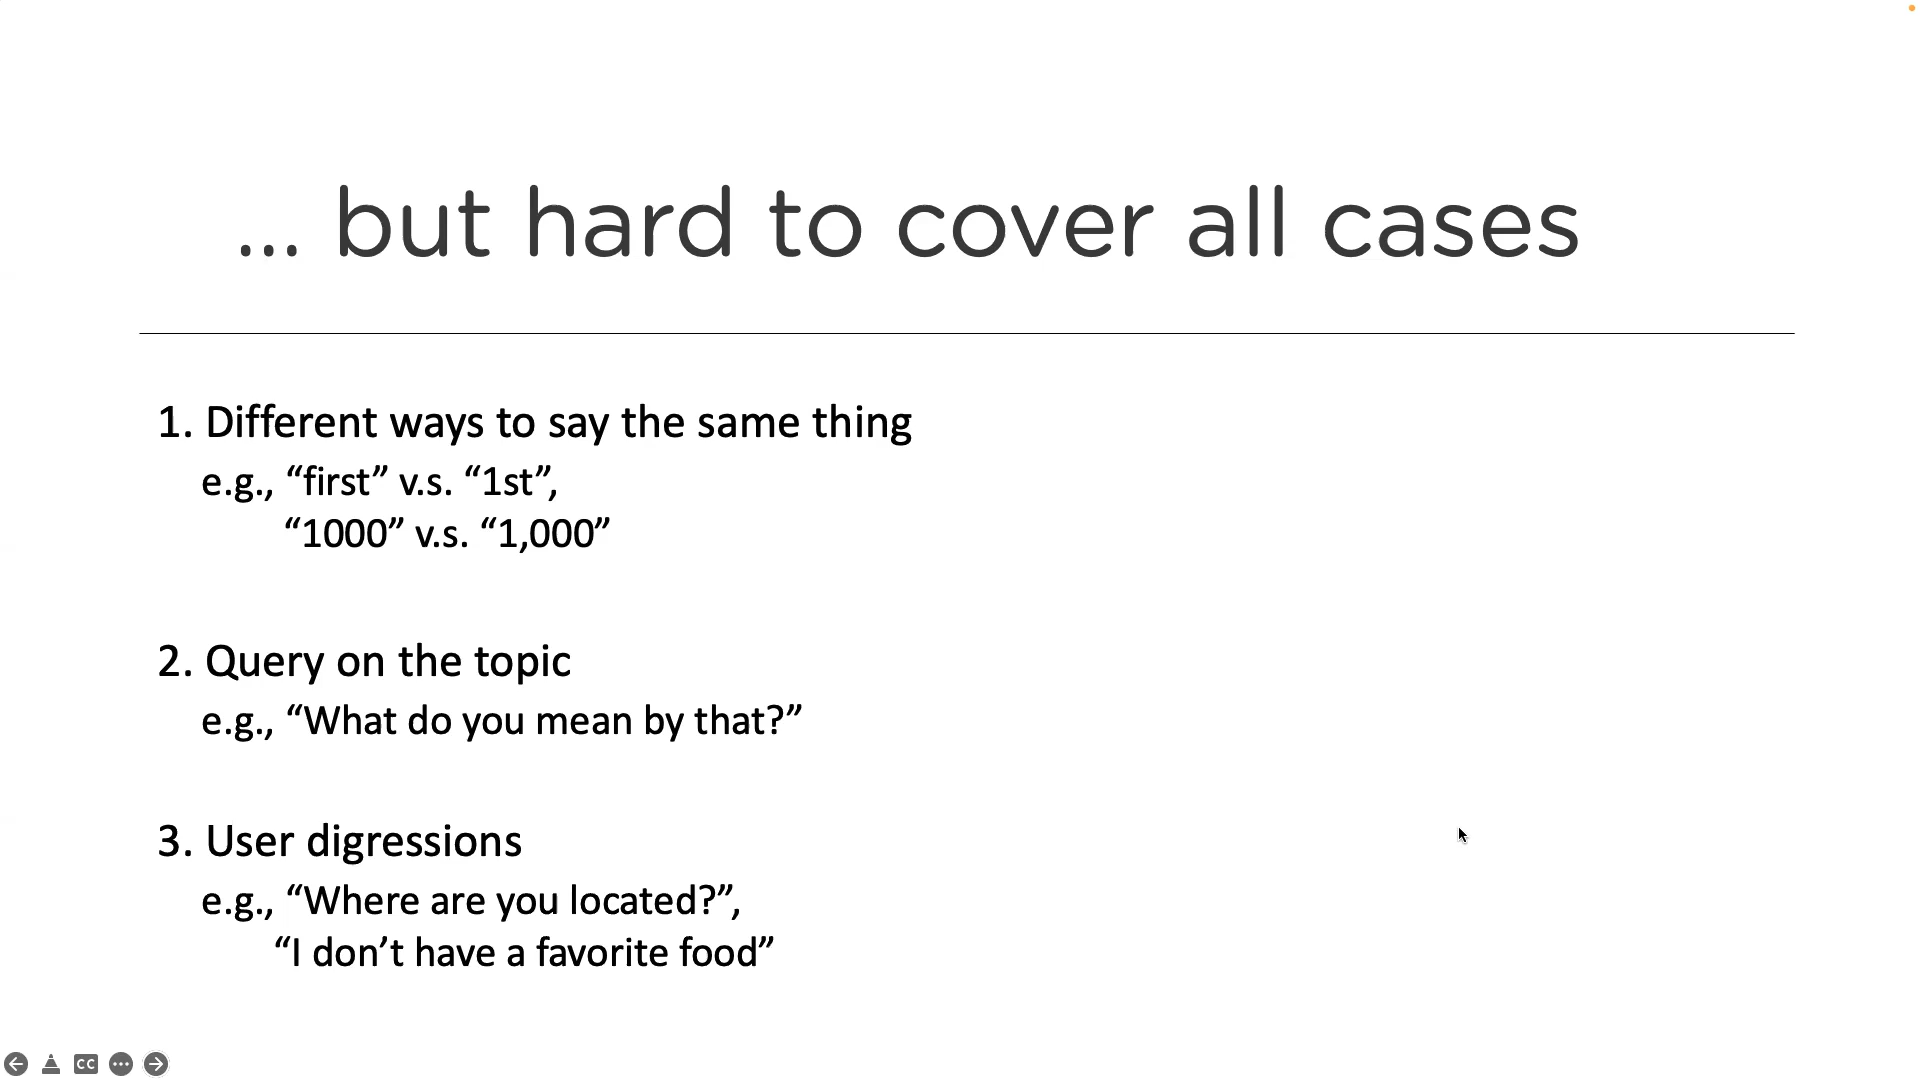 ... but hard to cover all cases
1. Different ways to say the same thing
e.g., “first” v.s. “1st”,
“1000” v.s. “1,000”
2. Query on the topic
e.g., “What do you mean by that?”
3. User digressions
e.g., “Where are you located?”,
“I don’t have a favorite food”
CC